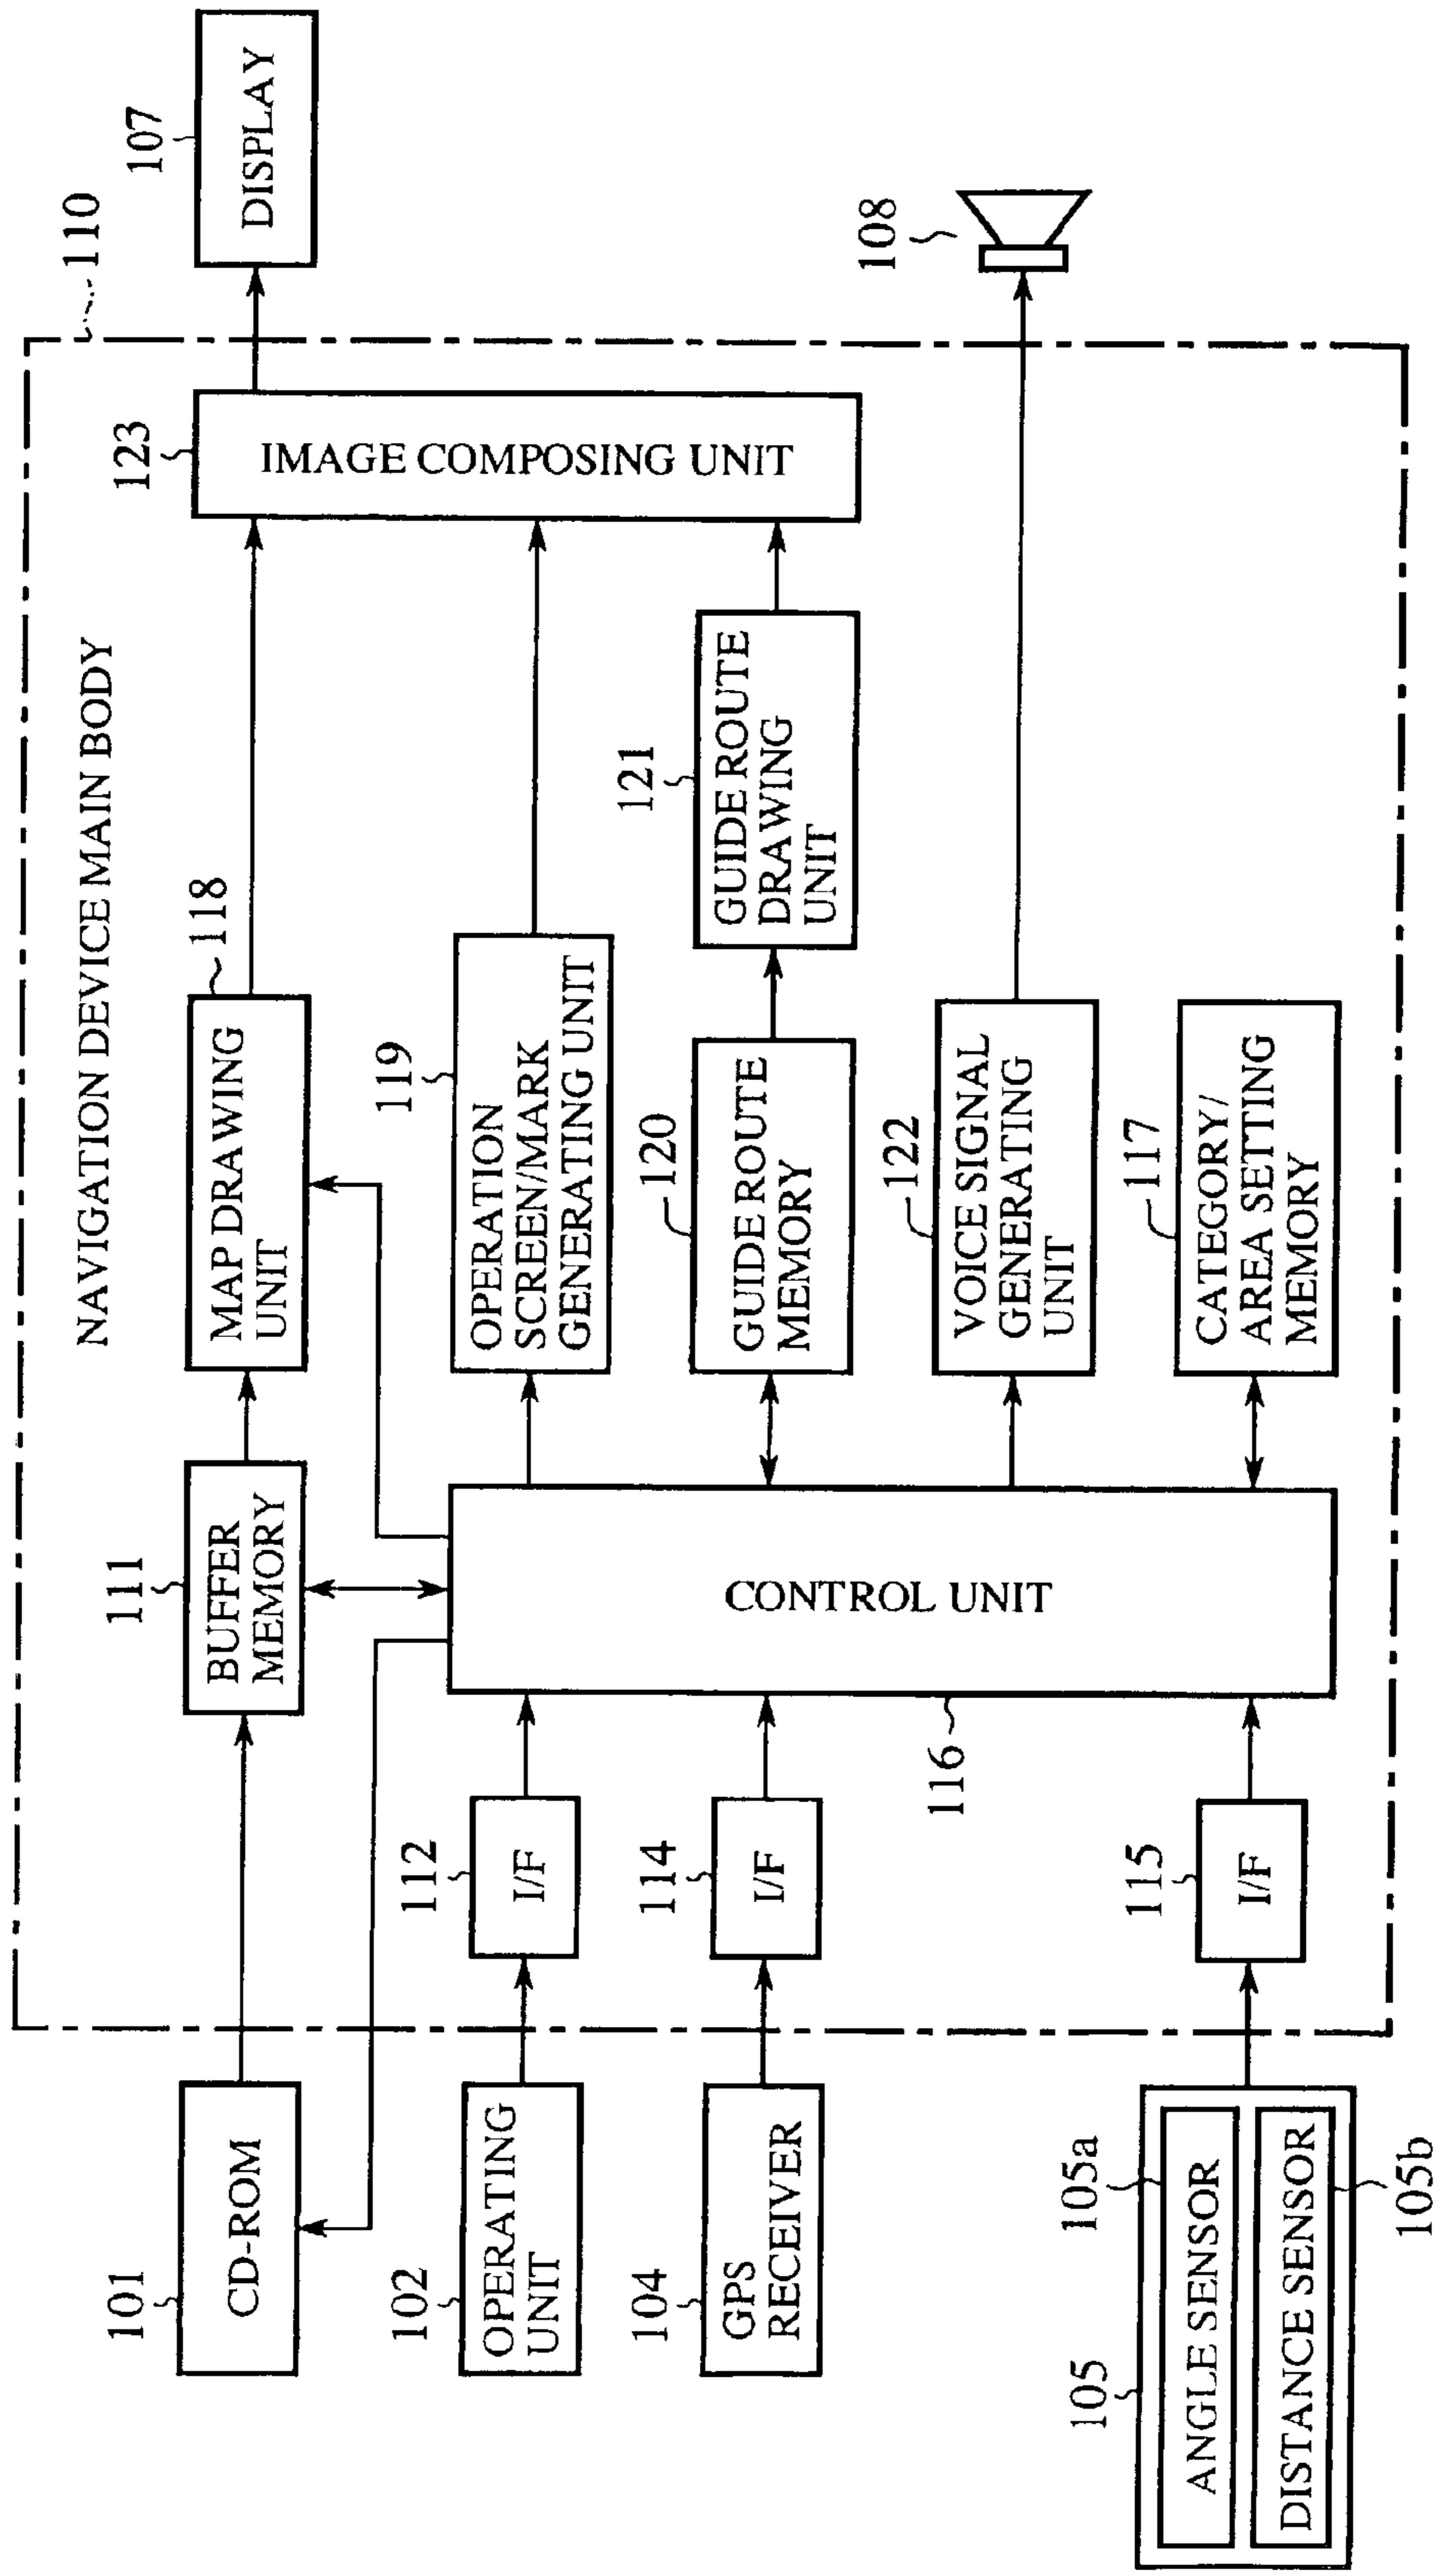 NAVIGATION DEVICE MAIN BODY
110
101
CD-ROM
111
BUFFER
MEMORY
118
MAP DRAWING
UNIT
123
IMAGE COMPOSING UNIT
107
DISPLAY
102
OPERATING
UNIT
112
I/F
119
OPERATION
SCREEN/MARK
GENERATING UNIT
104
GPS
RECEIVER
114
I/F
116
CONTROL UNIT
120
GUIDE ROUTE
MEMORY
121
GUIDE ROUTE
DRAWING
UNIT
122
VOICE SIGNAL
GENERATING
UNIT
108
105
105a
ANGLE SENSOR
DISTANCE SENSOR
105b
115
I/F
117
CATEGORY/
AREA SETTING
MEMORY